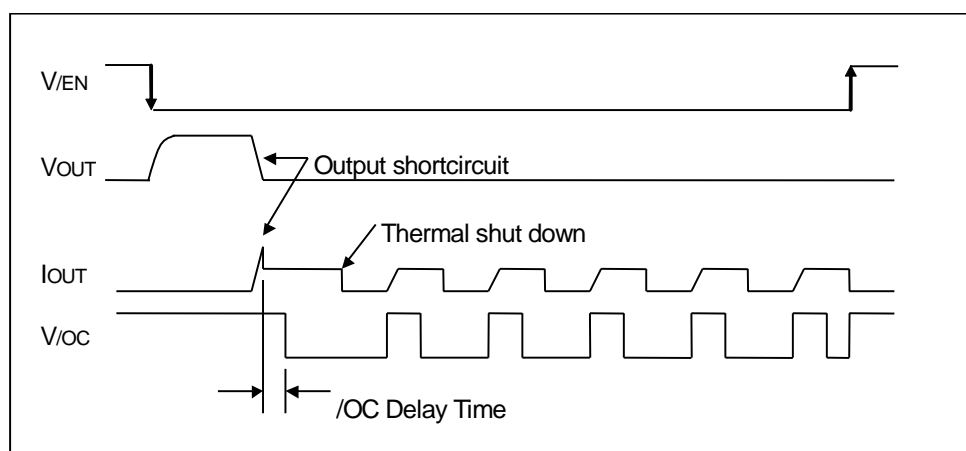 V/EN
VOUT
Output shortcircuit
Thermal shut down
IOUT
V/OC
/OC Delay Time